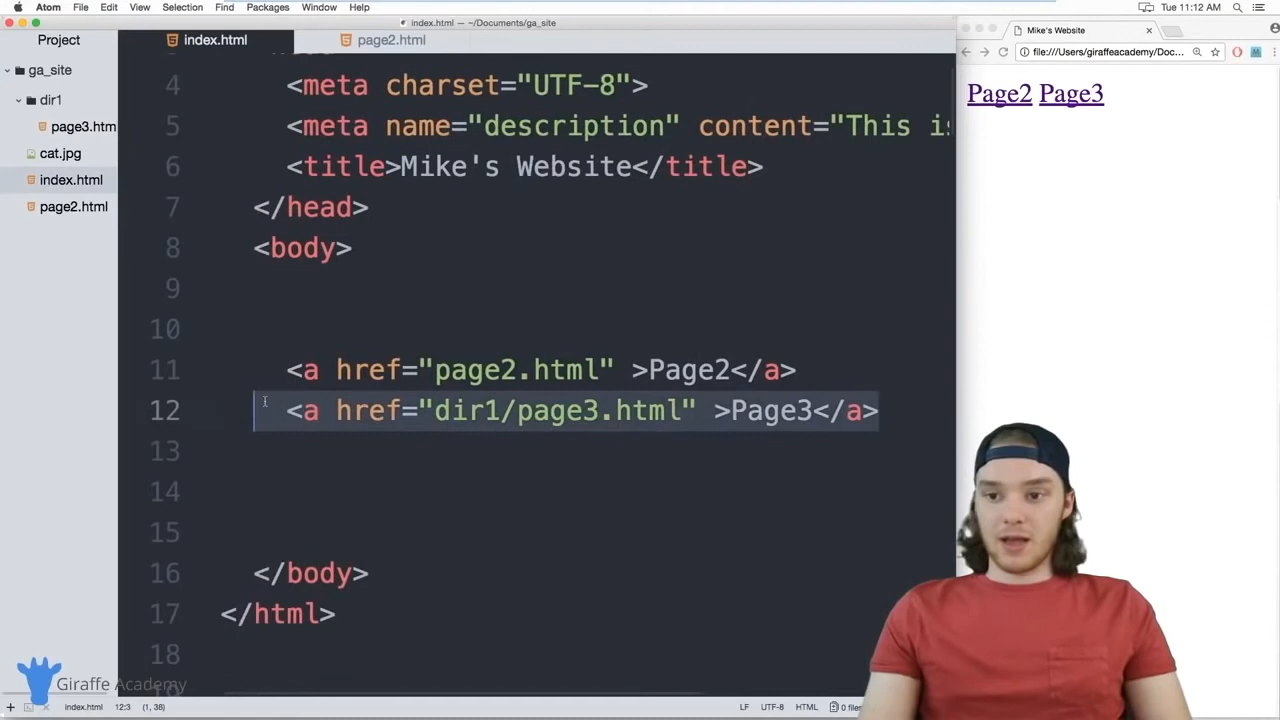 Atom File Edit View Selection Find Packages Window Help
Tue 11:12 AM
index.html — ~/Documents/ga_site
Mike's Website
Project
index.html
page2.html
file:///Users/giraffeacademy/Doc...
ga_site
dir1
page3.htm
cat.jpg
index.html
page2.html
4 <meta charset="UTF-8">
5 <meta name="description" content="This
6 <title>Mike's Website</title>
7 </head>
8 <body>
9
10
11 <a href="page2.html" >Page2</a>
12 <a href="dir1/page3.html" >Page3</a>
13
14
15
16 </body>
17 </html>
18
Page2 Page3
Giraffe Academy
index.html 12:3 (1, 38)
LF UTF-8 HTML 0 files